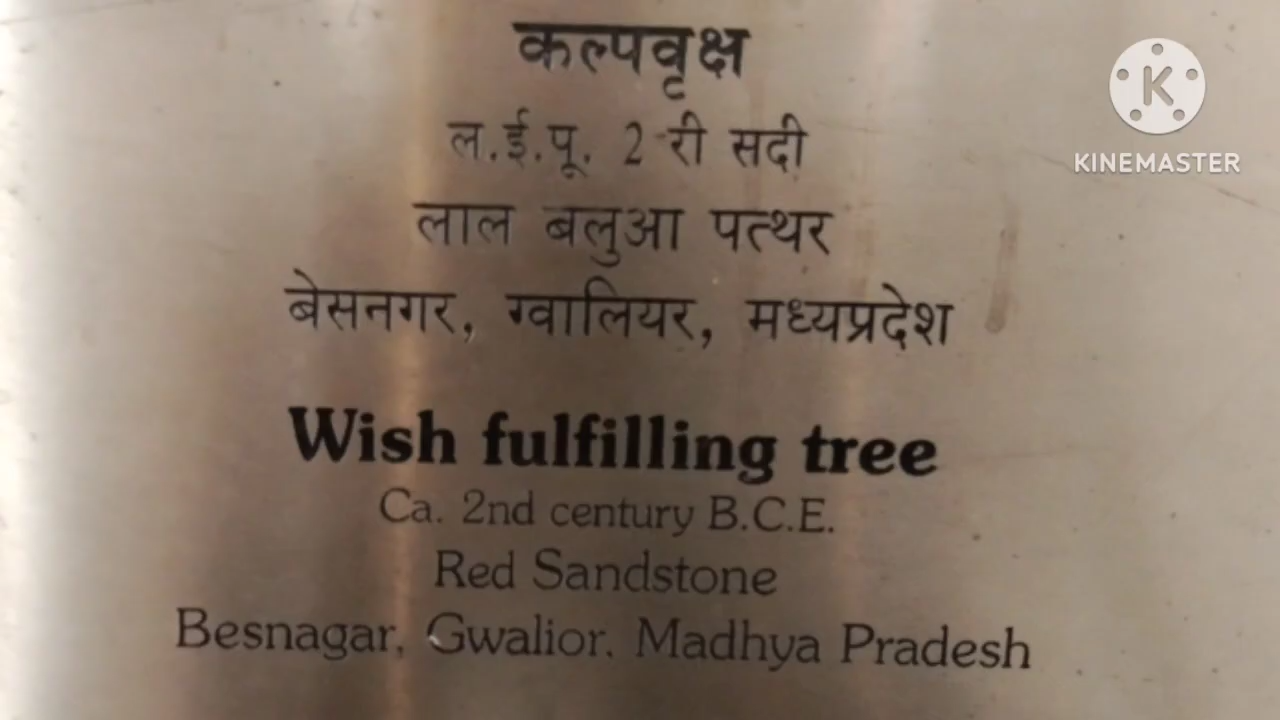 कल्पवृक्ष
ल.ई.पू. 2 री सदी
लाल बलुआ पत्थर
बेसनगर, ग्वालियर, मध्यप्रदेश
Wish fulfilling tree
Ca. 2nd century B.C.E.
Red Sandstone
Besnagar, Gwalior. Madhya Pradesh
K
KINEMASTER